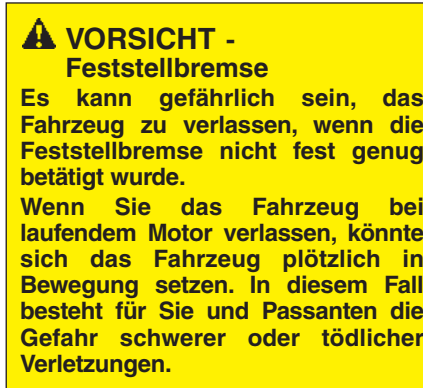 VORSICHT -
Feststellbremse
Es kann gefährlich sein, das
Fahrzeug zu verlassen, wenn die
Feststellbremse nicht fest genug
betätigt wurde.
Wenn Sie das Fahrzeug bei
laufendem Motor verlassen, könnte
sich das Fahrzeug plötzlich in
Bewegung setzen. In diesem Fall
besteht für Sie und Passanten die
Gefahr schwerer oder tödlicher
Verletzungen.